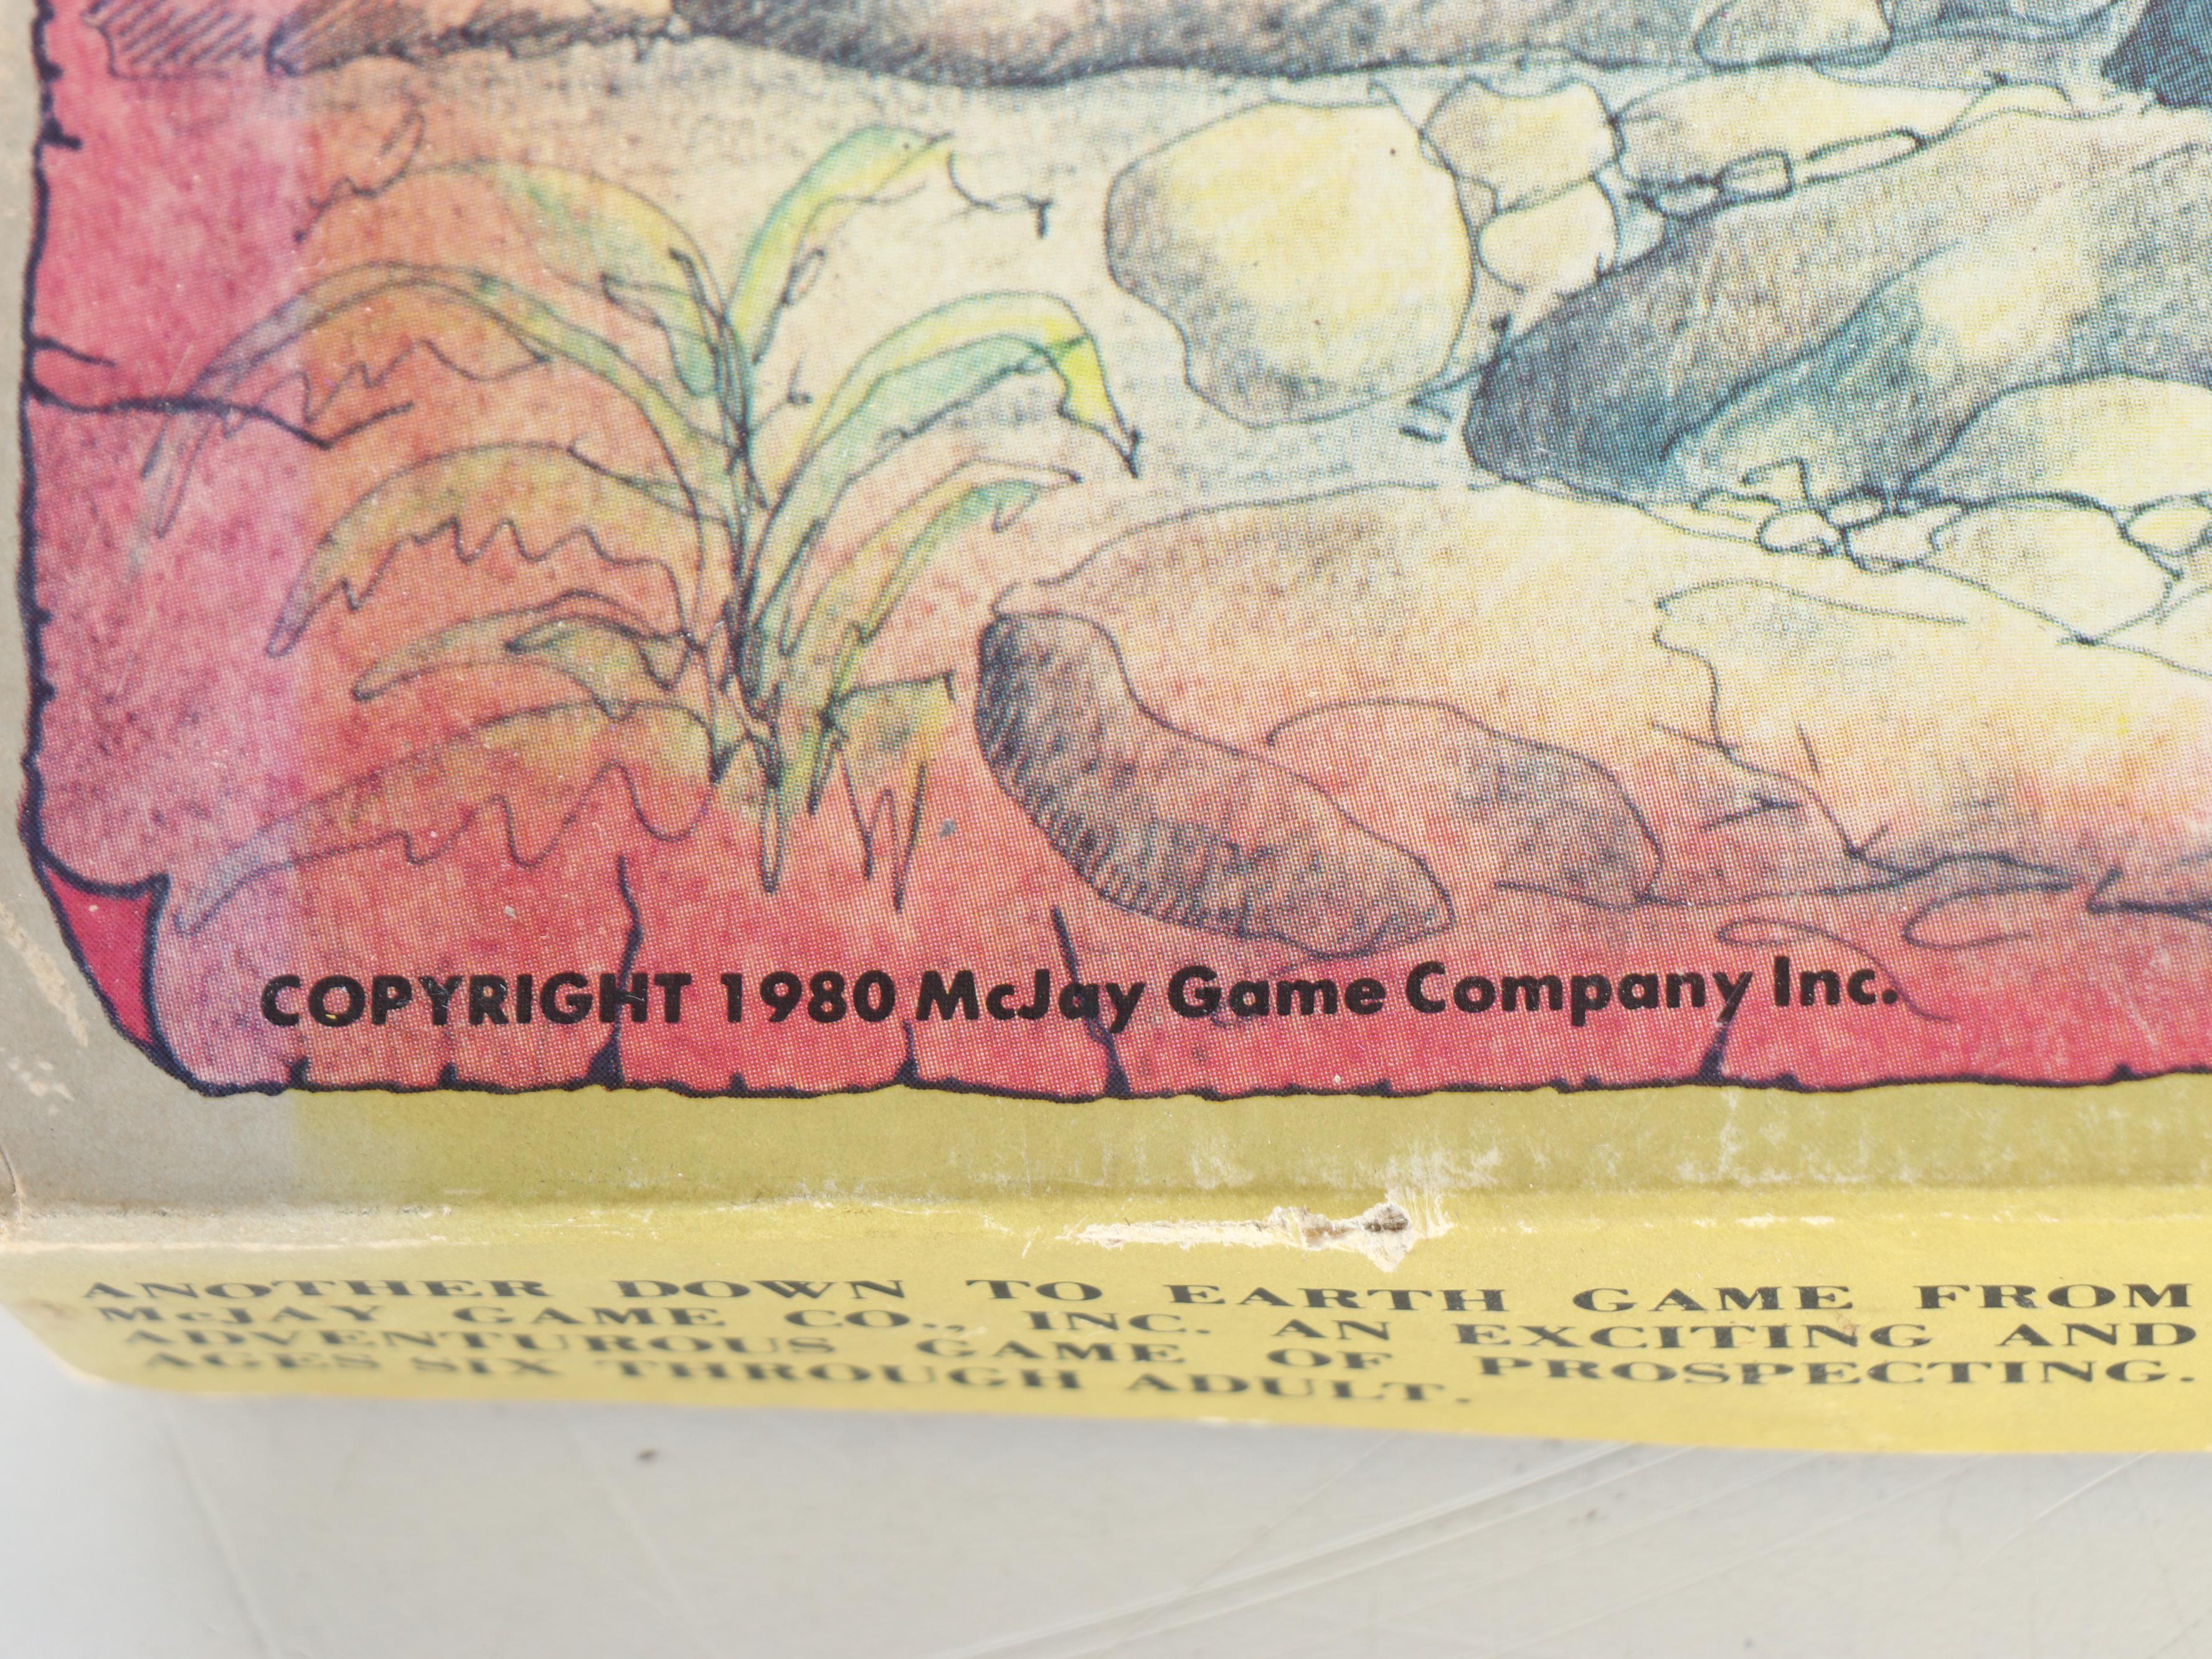 COPYRIGHT 1980 McJay Game Company Inc.
ANOTHER DOWN TO EARTH GAME FROM
McJAY GAME CO., INC. AN EXCITING AND
ADVENTUROUS GAME OF PROSPECTING.
AGES SIX THROUGH ADULT.